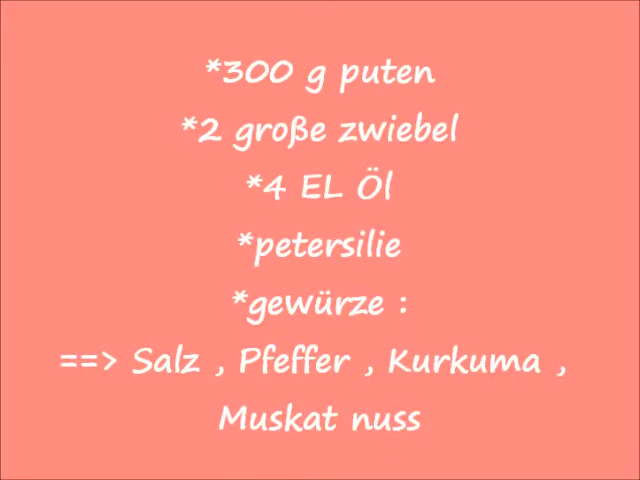 *300 g puten
*2 große zwiebel
*4 EL Öl
*petersilie
*gewürze :
==> Salz , Pfeffer , Kurkuma ,
Muskat nuss